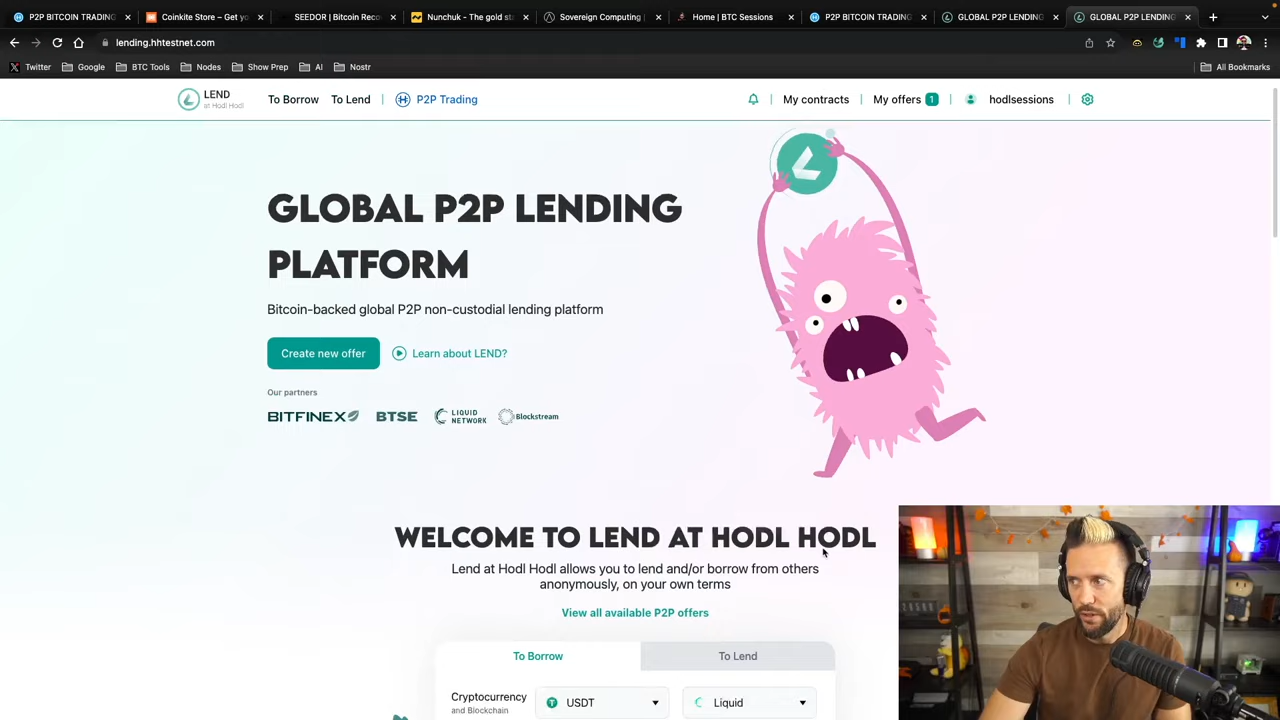 P2P BITCOIN TRADING
Coinkite Store – Get yo
SEEDOR | Bitcoin Reco
Nunchuk - The gold st
Sovereign Computing |
Home | BTC Sessions
P2P BITCOIN TRADING
GLOBAL P2P LENDING
GLOBAL P2P LENDING
lending.hhtestnet.com
Twitter
Google
BTC Tools
Nodes
Show Prep
AI
Nostr
All Bookmarks
LEND
at Hodl Hodl
To Borrow
To Lend
P2P Trading
My contracts
My offers 1
hodlsessions
GLOBAL P2P LENDING
PLATFORM
Bitcoin-backed global P2P non-custodial lending platform
Create new offer
Learn about LEND?
Our partners
BITFINEX
BTSE
LIQUID
NETWORK
Blockstream
WELCOME TO LEND AT HODL HODL
Lend at Hodl Hodl allows you to lend and/or borrow from others
anonymously, on your own terms
View all available P2P offers
To Borrow
To Lend
Cryptocurrency
and Blockchain
USDT
Liquid